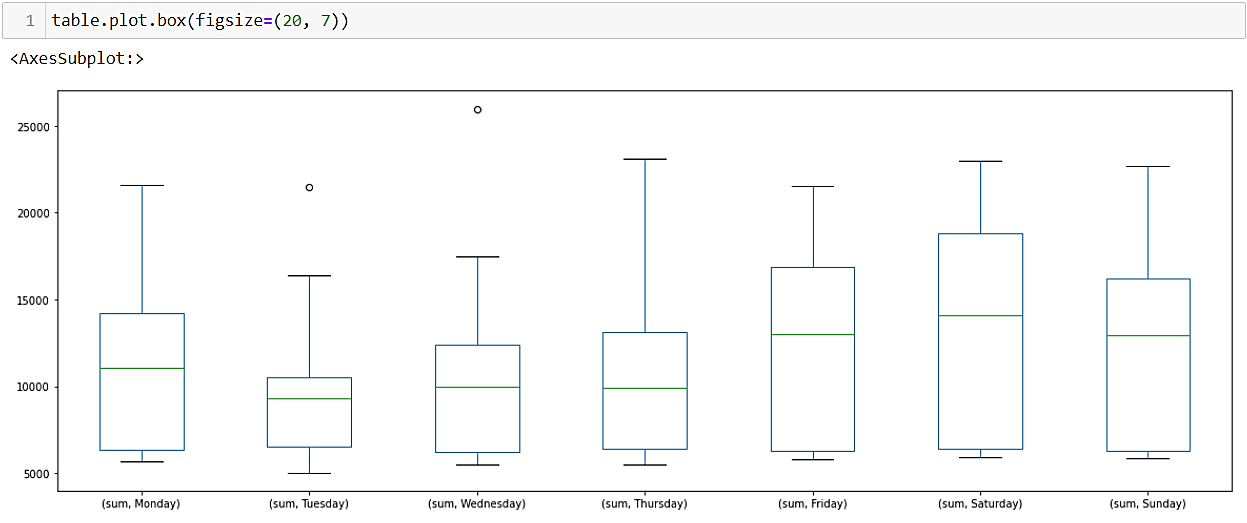 1 table.plot.box(figsize=(20, 7))
<AxesSubplot:>
25000
20000
15000
10000
5000
(sum, Monday) (sum, Tuesday) (sum, Wednesday) (sum, Thursday) (sum, Friday) (sum, Saturday) (sum, Sunday)